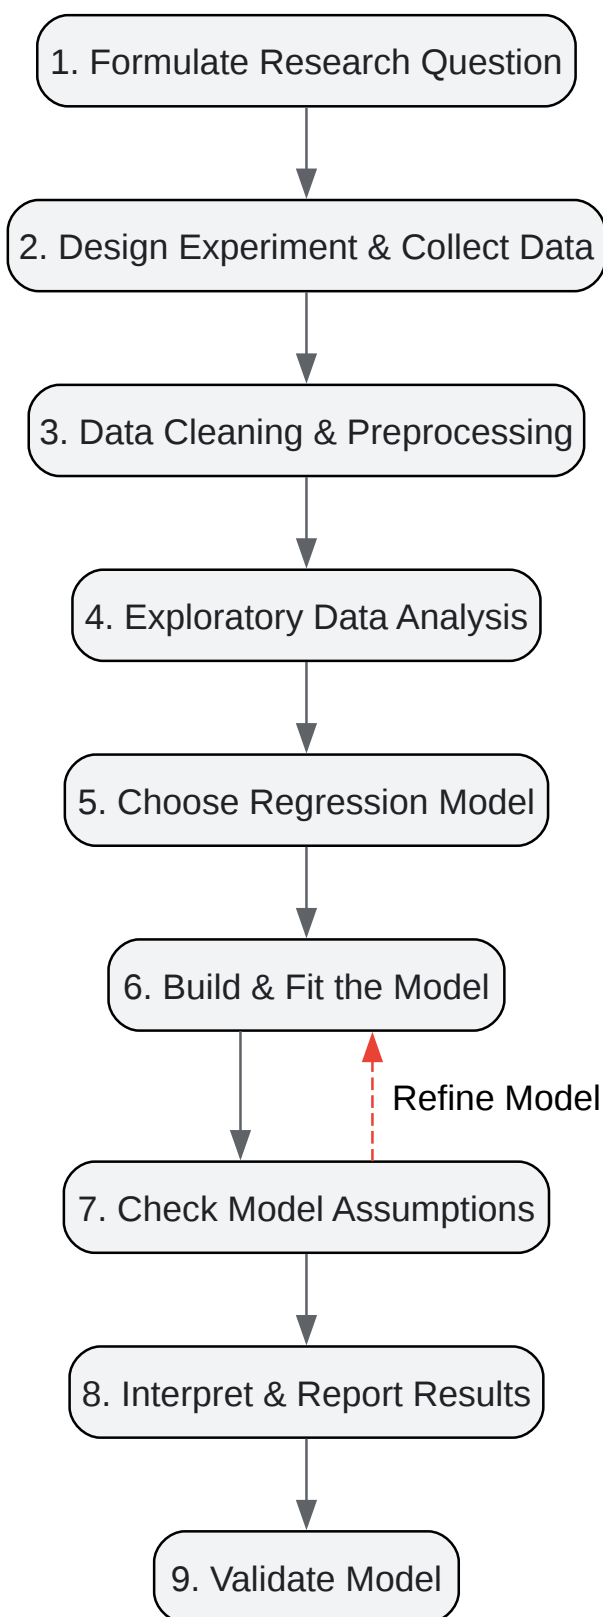 1. Formulate Research Question
2. Design Experiment & Collect Data
3. Data Cleaning & Preprocessing
4. Exploratory Data Analysis
5. Choose Regression Model
6. Build & Fit the Model
Refine Model
7. Check Model Assumptions
8. Interpret & Report Results
9. Validate Model